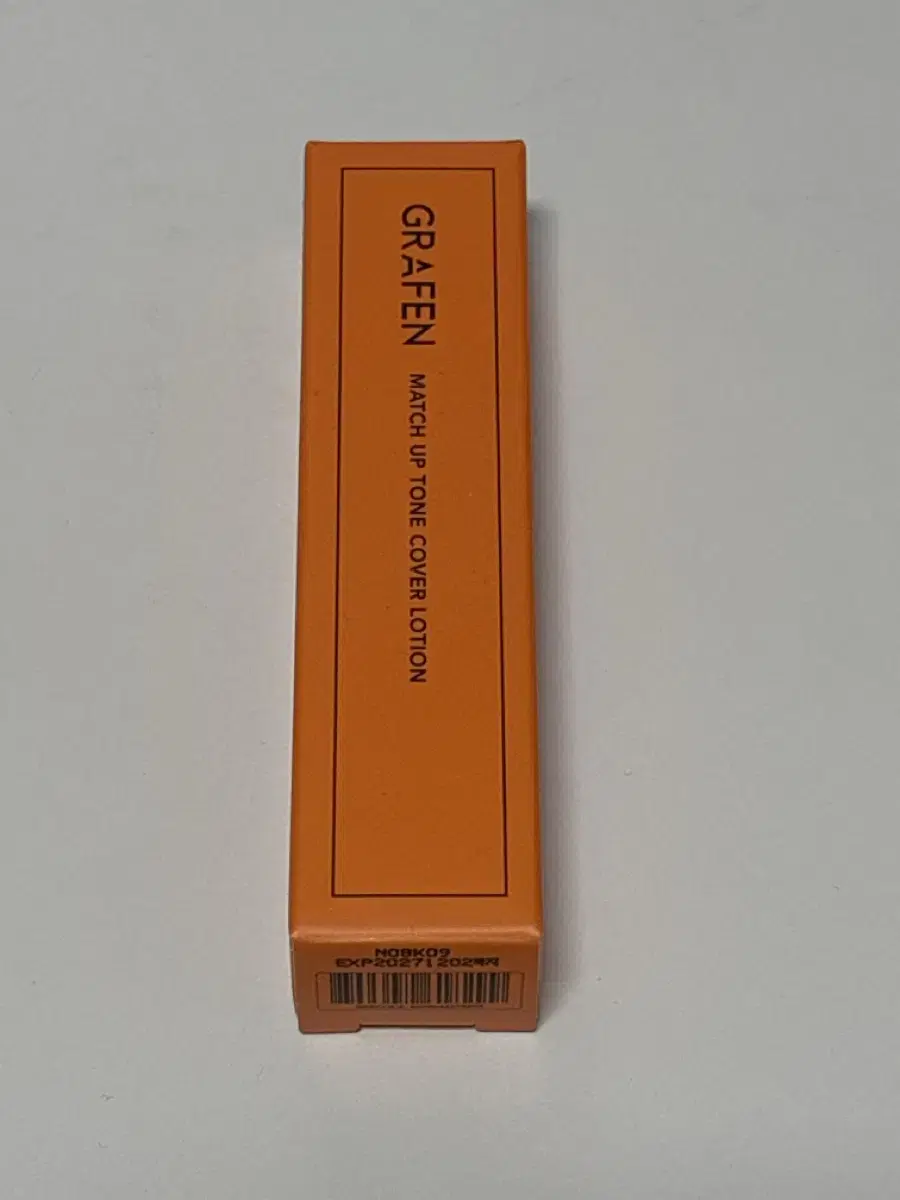 GRAFEN MATCH UP TONE COVER LOTION
N08K09
EXP20271202까지